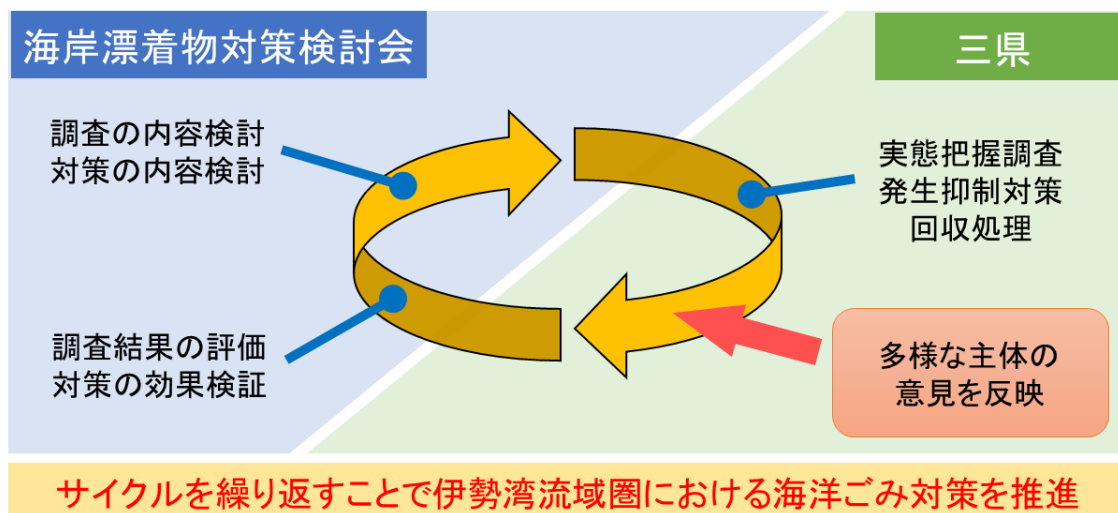 海岸漂着物対策検討会
三県
調査の内容検討
対策の内容検討
実態把握調査
発生抑制対策
回収処理
調査結果の評価
対策の効果検証
多様な主体の
意見を反映
サイクルを繰り返すことで伊勢湾流域圏における海洋ごみ対策を推進